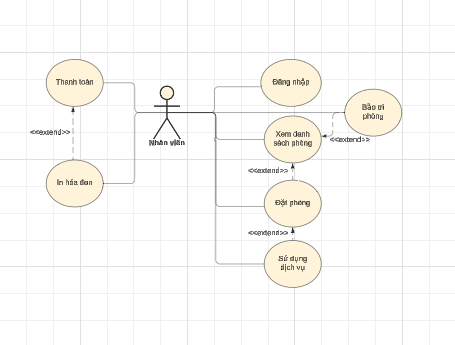 Thanh toán
Đăng nhập
Bảo trì
phòng
<<extend>>
Nhân viên
Xem danh
sách phòng
<<extend>>
<<extend>>
In hóa đơn
Đặt phòng
<<extend>>
Sử dụng
dịch vụ